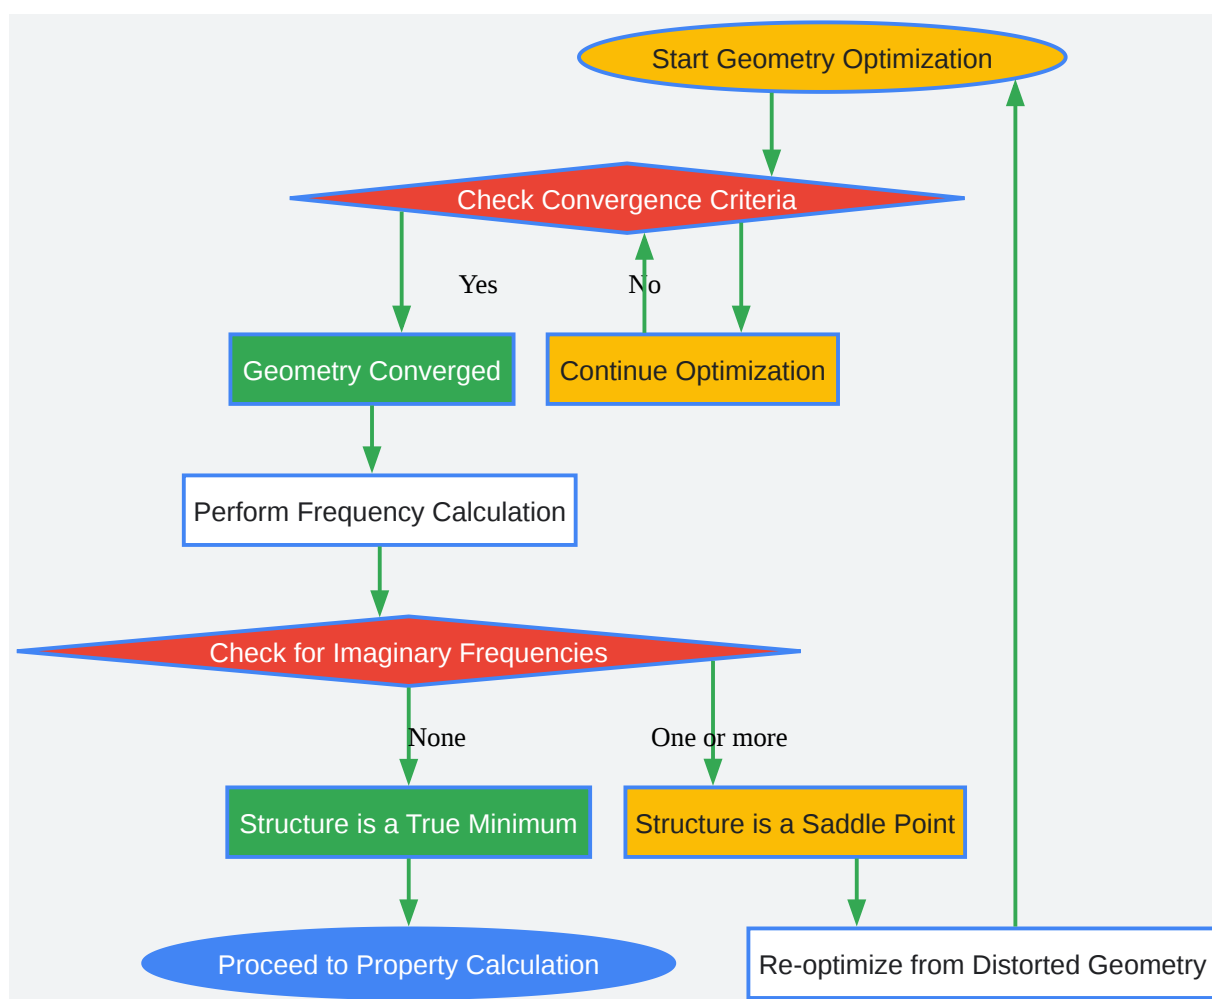 Start Geometry Optimization
Check Convergence Criteria
Yes
No
Geometry Converged
Continue Optimization
Perform Frequency Calculation
Check for Imaginary Frequencies
None
One or more
Structure is a True Minimum
Structure is a Saddle Point
Proceed to Property Calculation
Re-optimize from Distorted Geometry